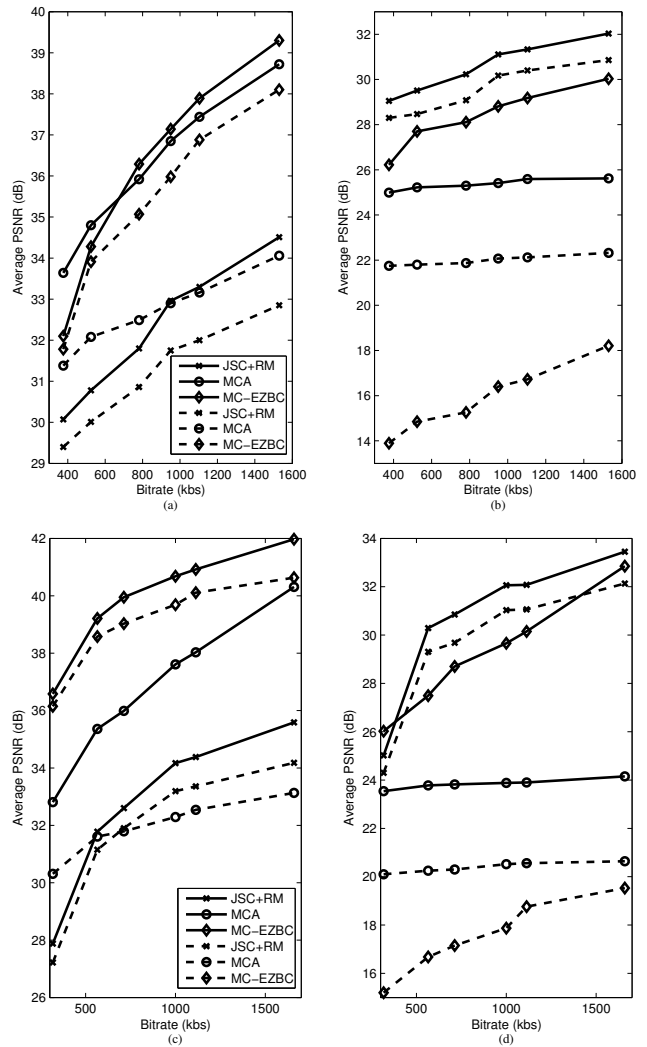 40
39
38
37
36
35
34
33
32
31
30
29
Average PSNR (dB)
JSC+RM
MCA
MC−EZBC
JSC+RM
MCA
MC−EZBC
400 600 800 1000 1200 1400 1600
Bitrate (kbs)
(a)
32
30
28
26
24
22
20
18
16
14
Average PSNR (dB)
400 600 800 1000 1200 1400 1600
Bitrate (kbs)
(b)
42
40
38
36
34
32
30
28
26
Average PSNR (dB)
JSC+RM
MCA
MC−EZBC
JSC+RM
MCA
MC−EZBC
500 1000 1500
Bitrate (kbs)
(c)
34
32
30
28
26
24
22
20
18
16
Average PSNR (dB)
500 1000 1500
Bitrate (kbs)
(d)